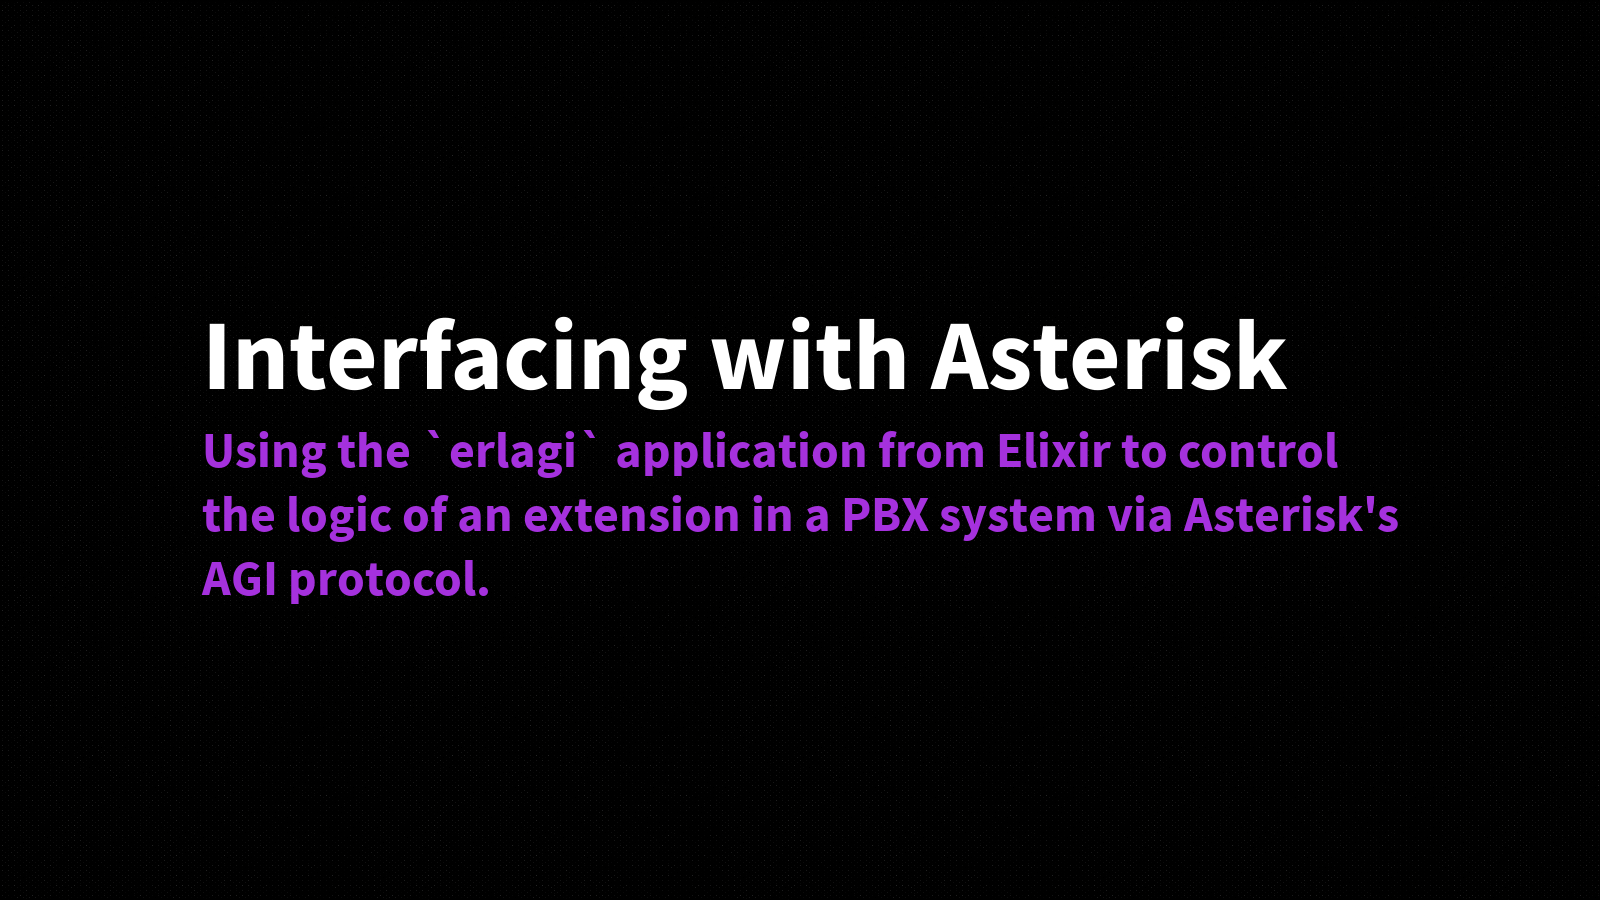 Interfacing with Asterisk
Using the `erlagi` application from Elixir to control
the logic of an extension in a PBX system via Asterisk's
AGI protocol.